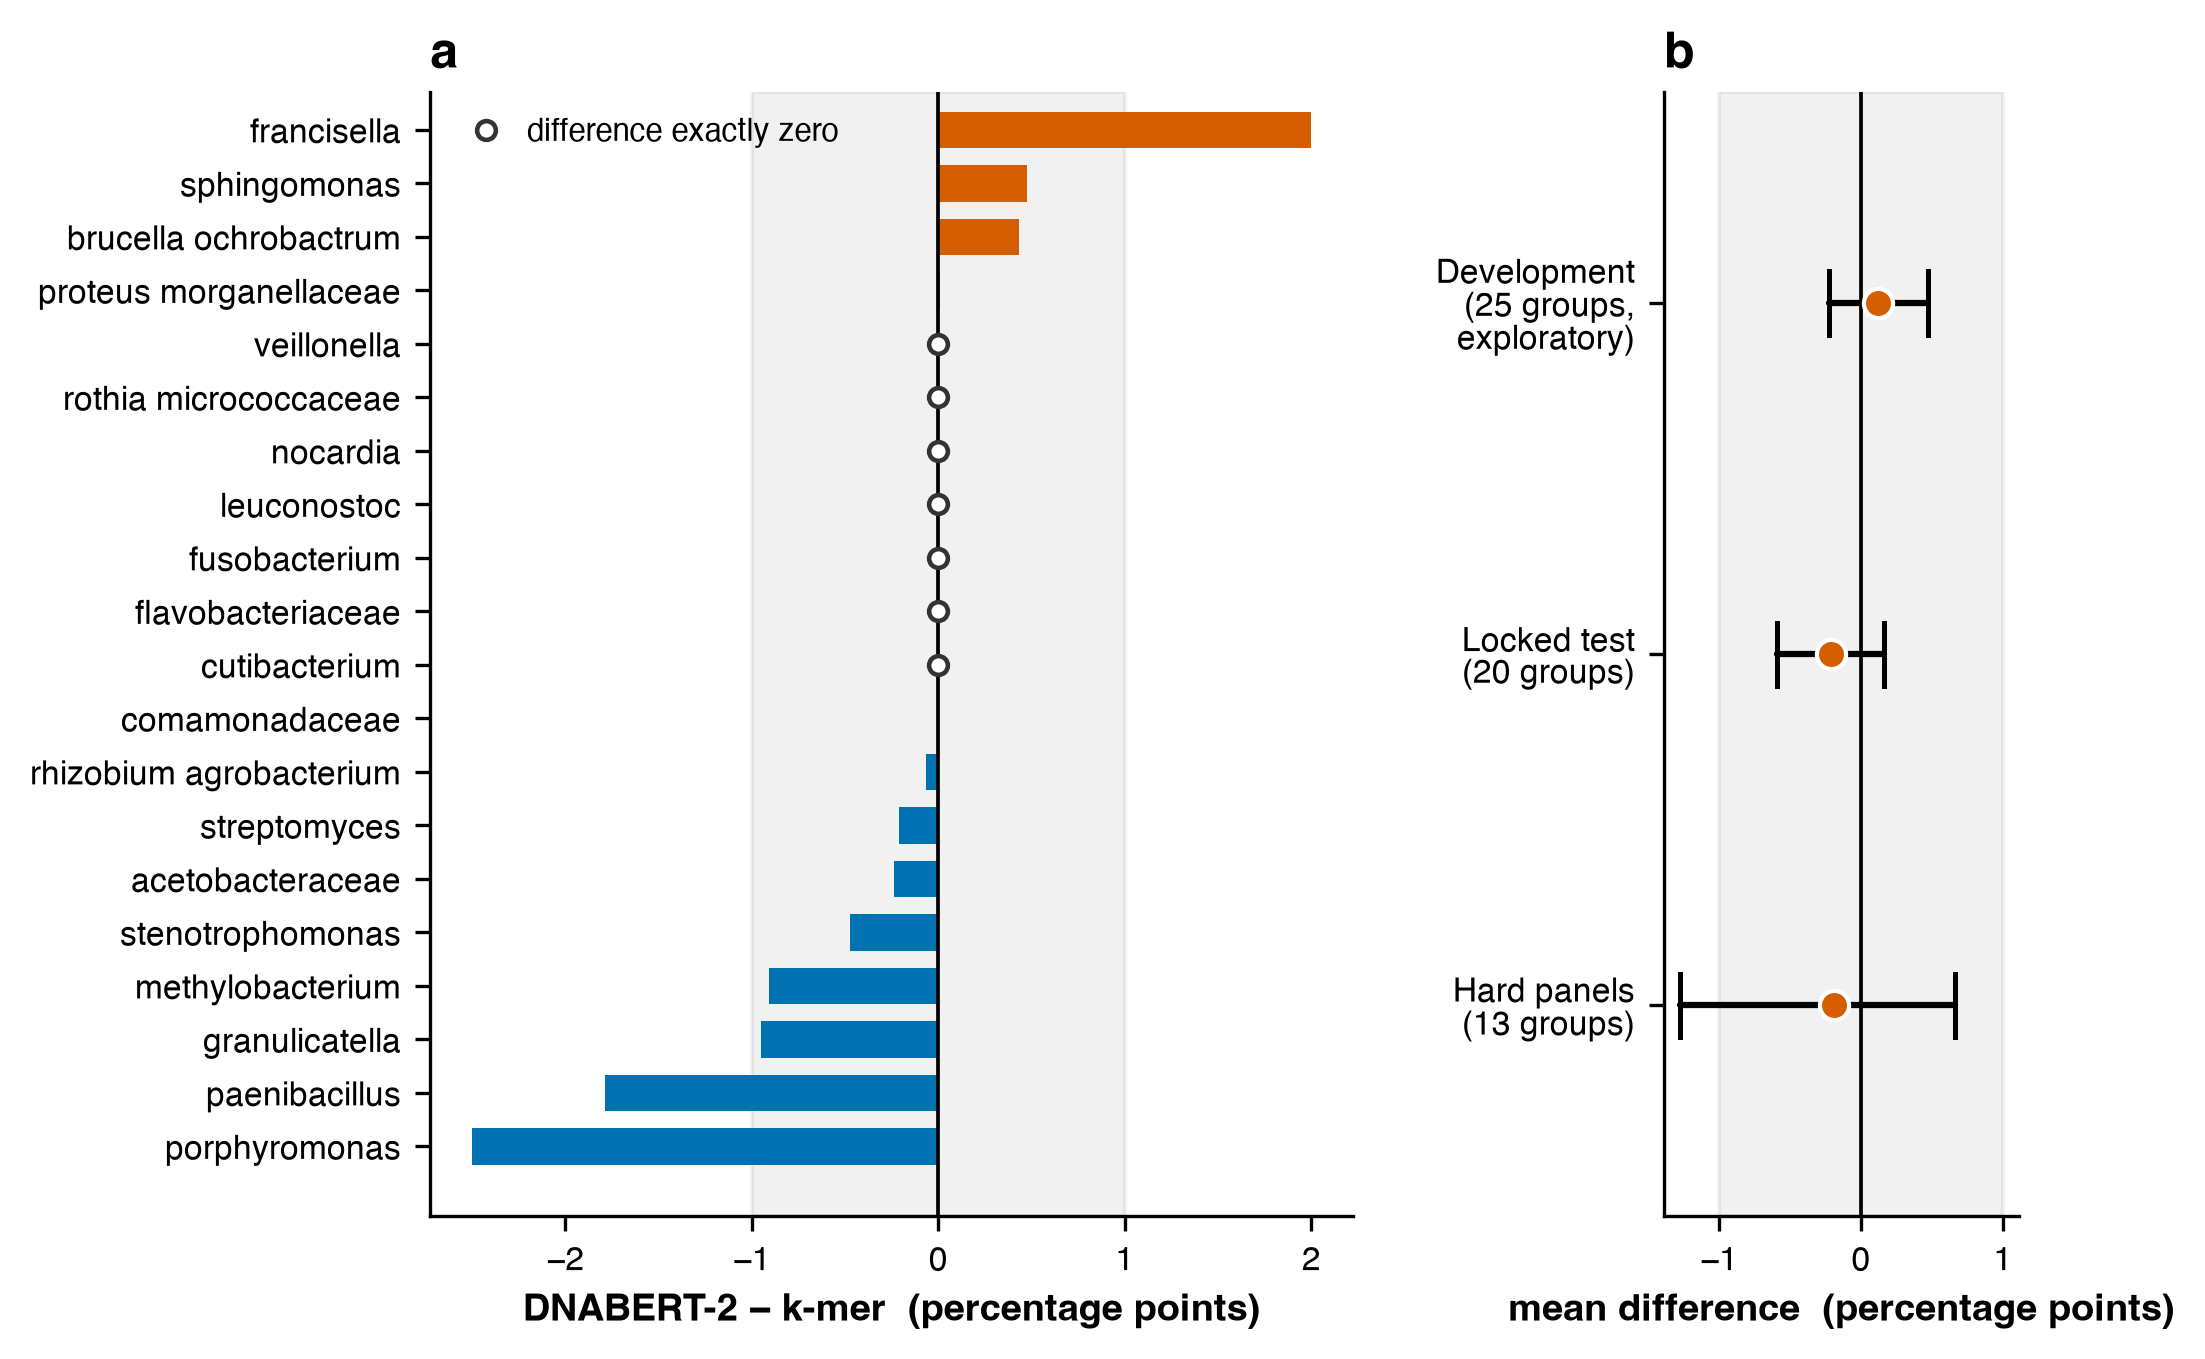 a
difference exactly zero
francisella
sphingomonas
brucella ochrobactrum
proteus morganellaceae
veillonella
rothia micrococcaceae
nocardia
leuconostoc
fusobacterium
flavobacteriaceae
cutibacterium
comamonadaceae
rhizobium agrobacterium
streptomyces
acetobacteraceae
stenotrophomonas
methylobacterium
granulicatella
paenibacillus
porphyromonas
−2 −1 0 1 2
DNABERT-2 – k-mer (percentage points)
b
Development
(25 groups,
exploratory)
Locked test
(20 groups)
Hard panels
(13 groups)
−1 0 1
mean difference (percentage points)